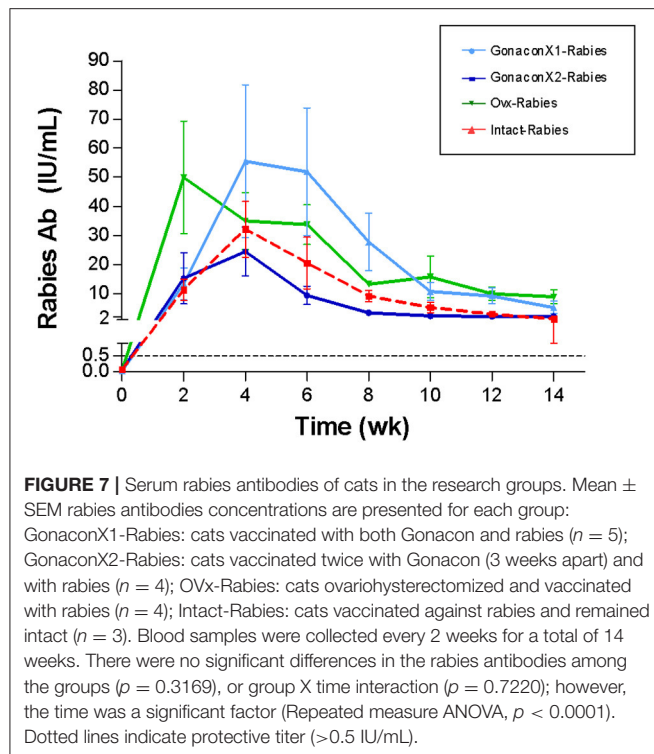 GonaconX1-Rabies
GonaconX2-Rabies
Ovx-Rabies
Intact-Rabies
Rabies Ab (IU/mL)
90
80
70
60
50
40
30
20
10
2
0.5
0.0
0 2 4 6 8 10 12 14
Time (wk)
FIGURE 7 | Serum rabies antibodies of cats in the research groups. Mean ±
SEM rabies antibodies concentrations are presented for each group:
GonaconX1-Rabies: cats vaccinated with both Gonacon and rabies (n = 5);
GonaconX2-Rabies: cats vaccinated twice with Gonacon (3 weeks apart) and
with rabies (n = 4); OVx-Rabies: cats ovariohysterectomized and vaccinated
with rabies (n = 4); Intact-Rabies: cats vaccinated against rabies and remained
intact (n = 3). Blood samples were collected every 2 weeks for a total of 14
weeks. There were no significant differences in the rabies antibodies among
the groups (p = 0.3169), or group X time interaction (p = 0.7220); however,
the time was a significant factor (Repeated measure ANOVA, p < 0.0001).
Dotted lines indicate protective titer (>0.5 IU/mL).